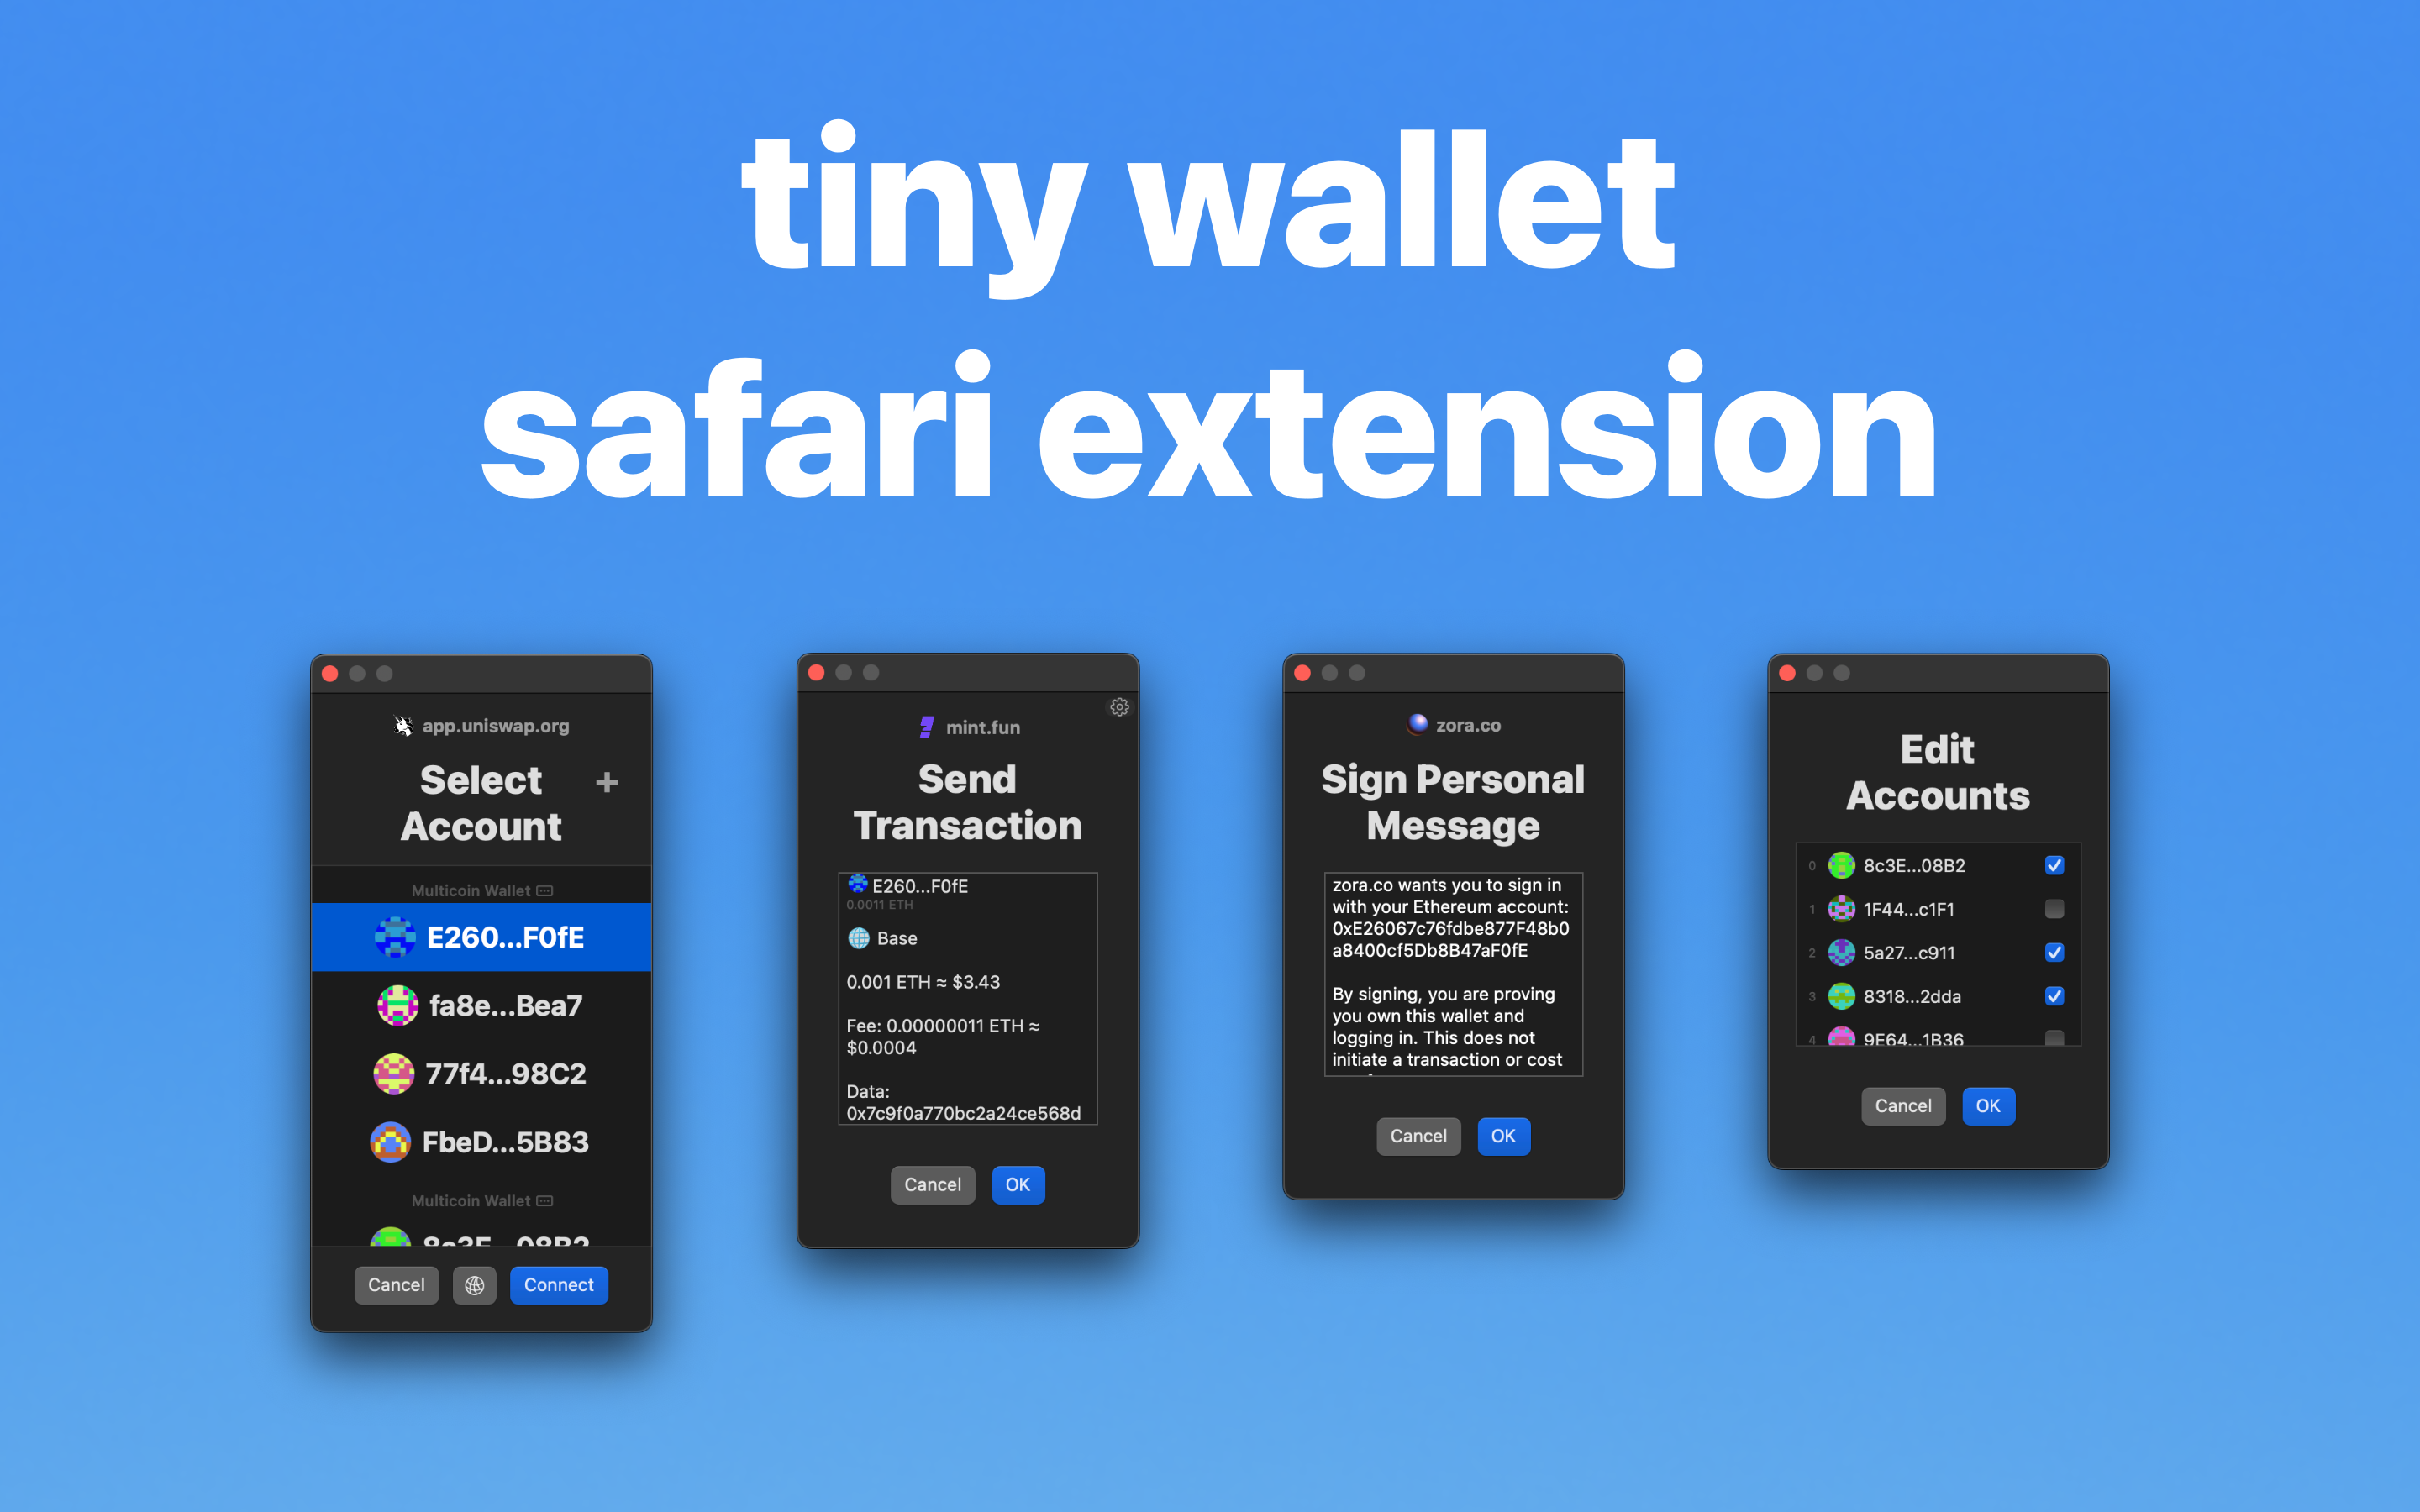 tiny wallet
safari extension
app.uniswap.org
Select
Account
+
Multicoin Wallet
E260...F0fE
fa8e...Bea7
77f4...98C2
FbeD...5B83
Multicoin Wallet
8c3E...08B2
Cancel
Connect
mint.fun
Send
Transaction
E260...F0fE
0.0011 ETH
Base
0.001 ETH ≈ $3.43
Fee: 0.00000011 ETH ≈
$0.0004
Data:
0x7c9f0a770bc2a24ce568d
Cancel
OK
zora.co
Sign Personal
Message
zora.co wants you to sign in
with your Ethereum account:
0xE26067c76fdbe877F48b0
a8400cf5Db8B47aF0fE
By signing, you are proving
you own this wallet and
logging in. This does not
initiate a transaction or cost
Cancel
OK
Edit
Accounts
0 8c3E...08B2
1 1F44...c1F1
2 5a27...c911
3 8318...2dda
4 9E64...1B36
Cancel
OK